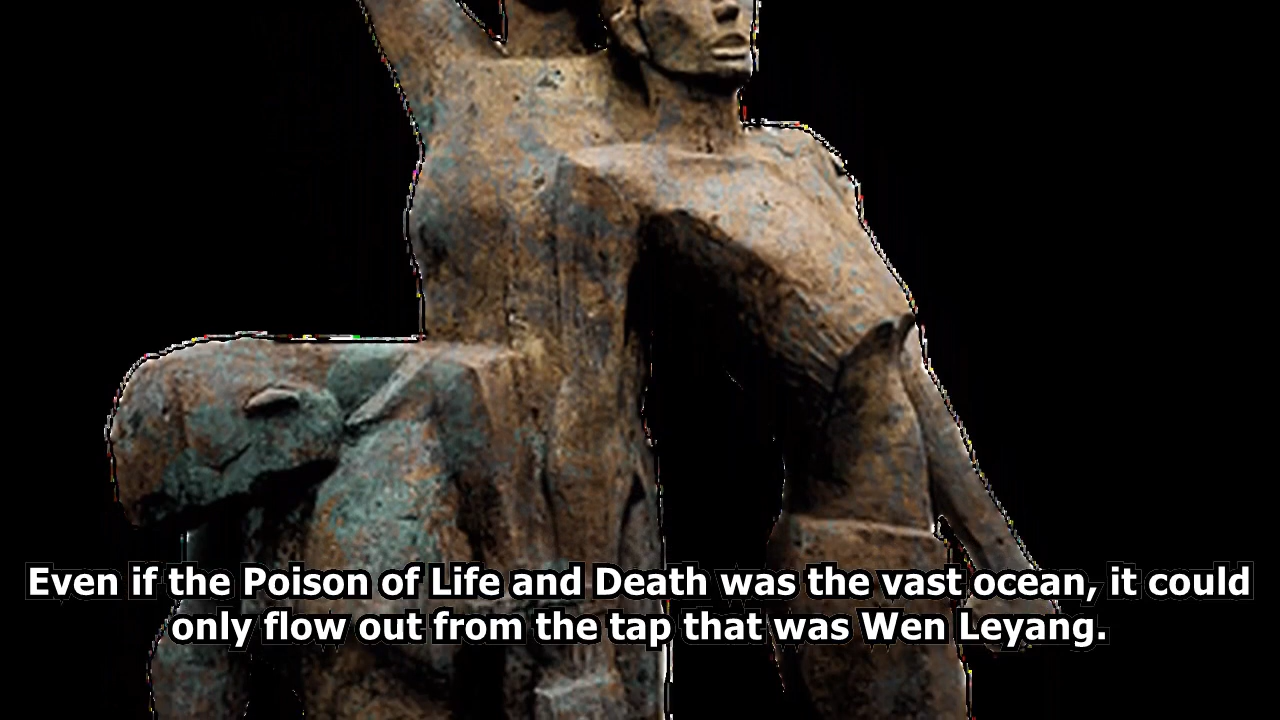 Even if the Poison of Life and Death was the vast ocean, it could
only flow out from the tap that was Wen Leyang.